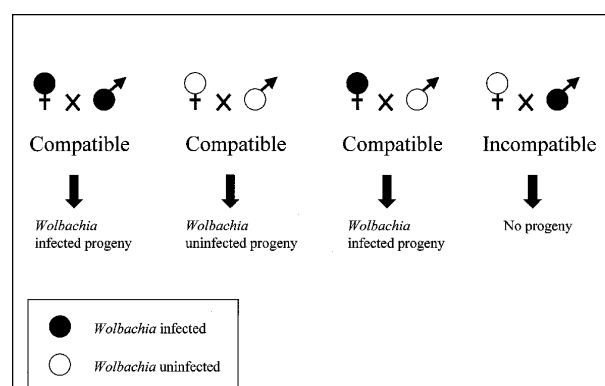 X X X X
Compatible Compatible Compatible Incompatible
Wolbachia Wolbachia Wolbachia No progeny
infected progeny uninfected progeny infected progeny
Wolbachia infected
Wolbachia uninfected